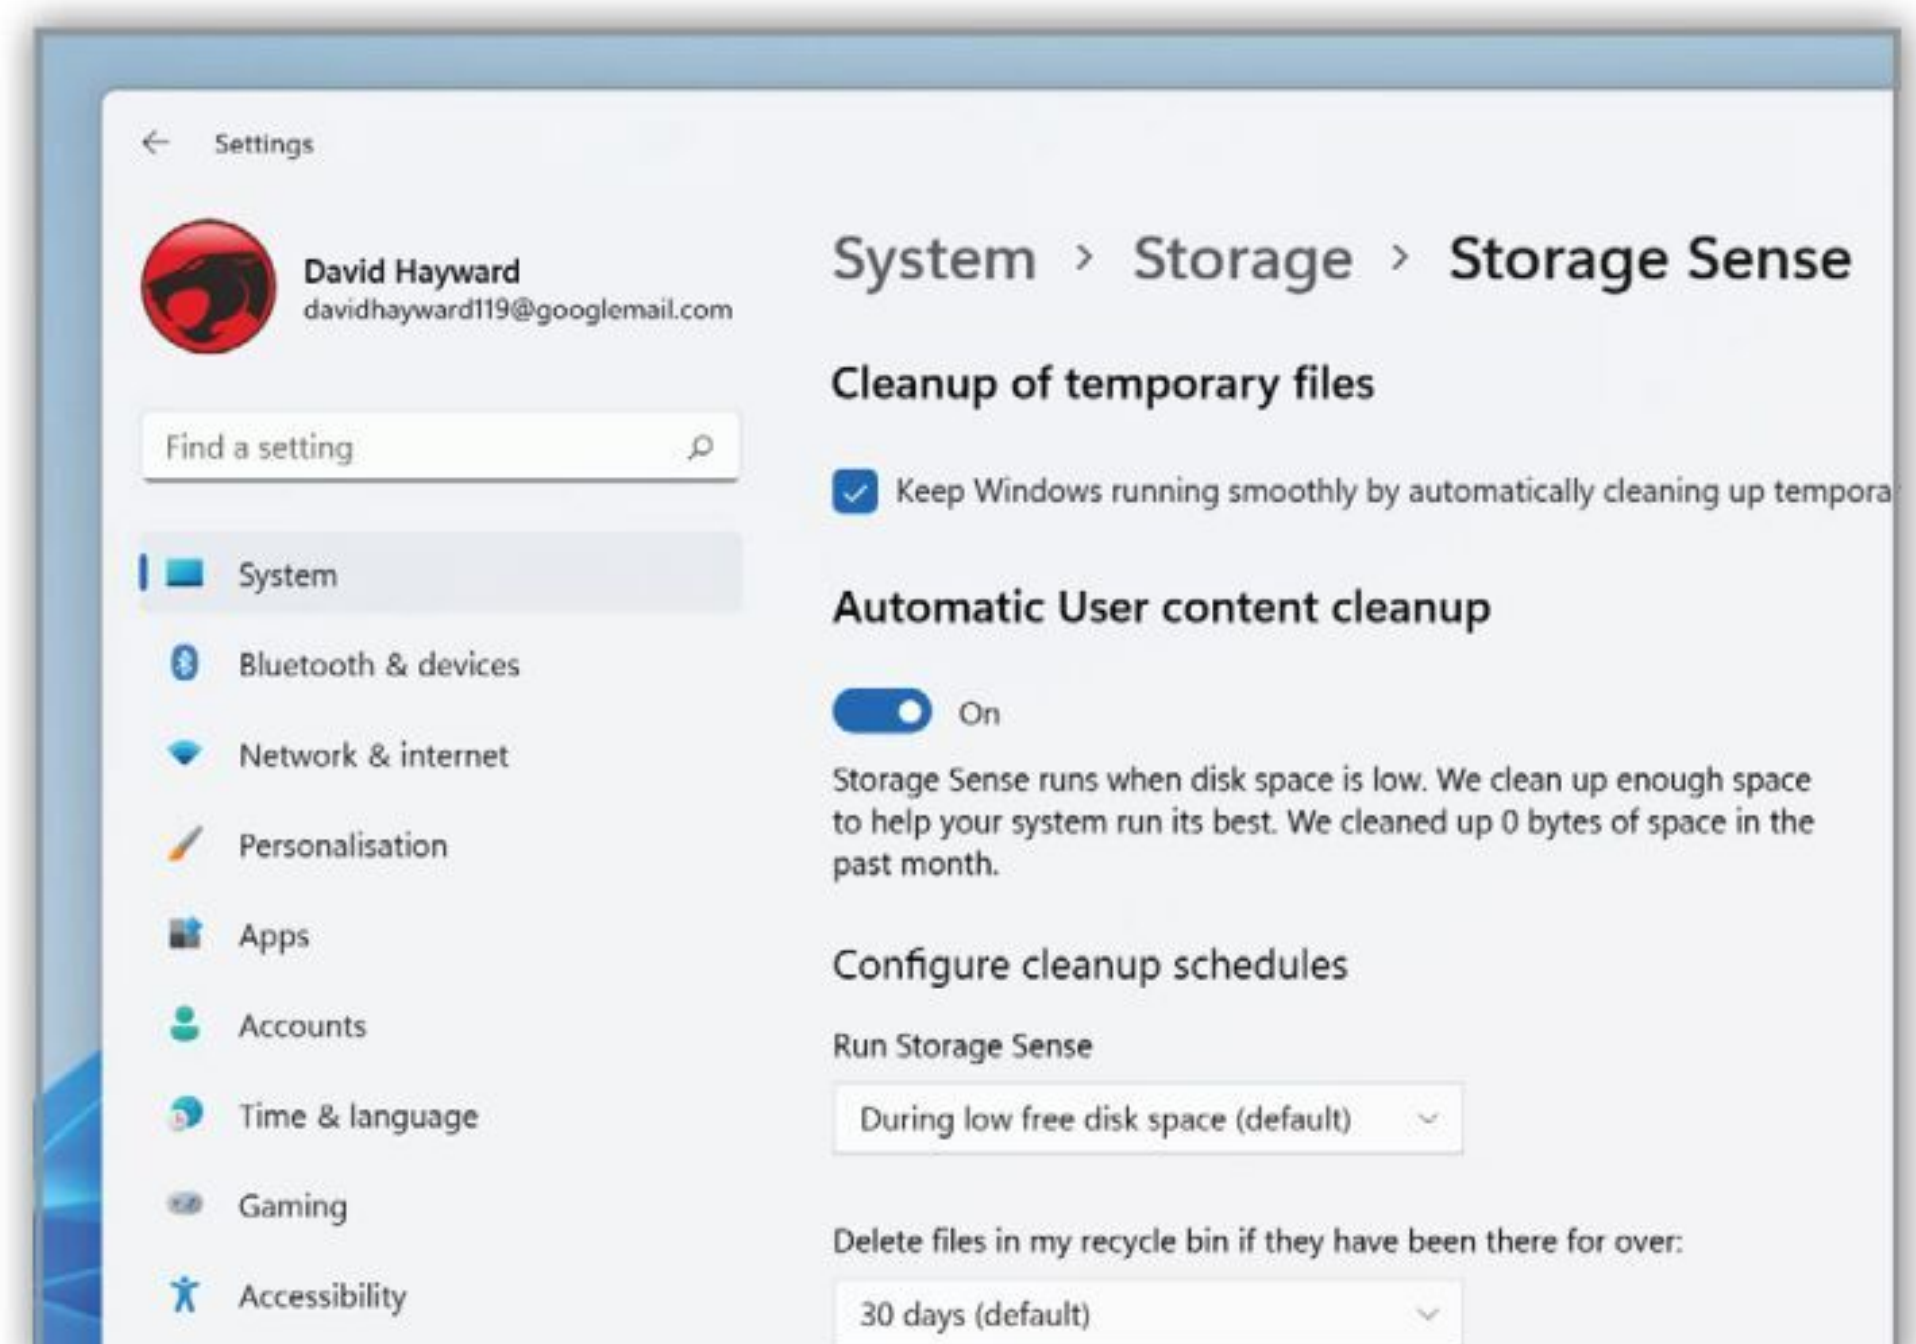 Settings
David Hayward
davidhayward119@googlemail.com
Find a setting
System
Bluetooth & devices
Network & internet
Personalisation
Apps
Accounts
Time & language
Gaming
Accessibility
System > Storage > Storage Sense
Cleanup of temporary files
Keep Windows running smoothly by automatically cleaning up tempora
Automatic User content cleanup
On
Storage Sense runs when disk space is low. We clean up enough space
to help your system run its best. We cleaned up 0 bytes of space in the
past month.
Configure cleanup schedules
Run Storage Sense
During low free disk space (default)
Delete files in my recycle bin if they have been there for over:
30 days (default)